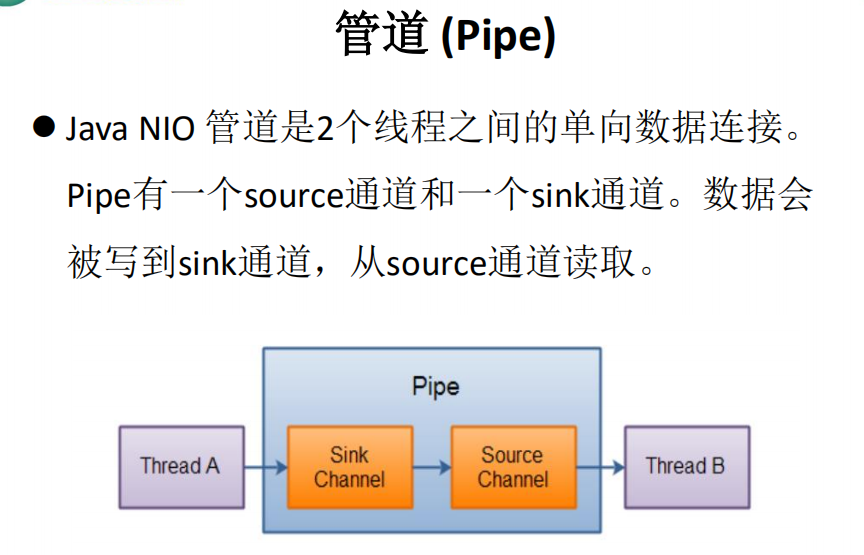 管道 (Pipe)
● Java NIO 管道是2个线程之间的单向数据连接。
Pipe有一个source通道和一个sink通道。数据会
被写到sink通道，从source通道读取。
Pipe
Thread A
Sink
Channel
Source
Channel
Thread B